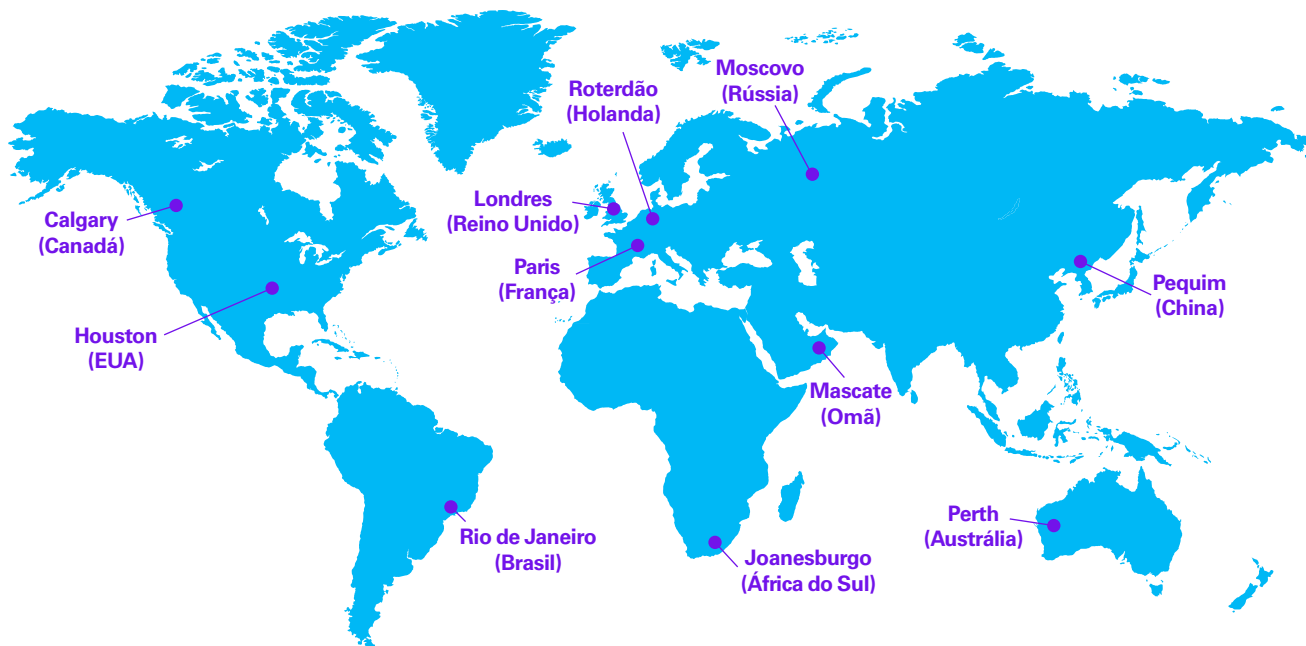 Moscovo
(Rússia)
Roterdão
(Holanda)
Londres
(Reino Unido)
Calgary
(Canadá)
Paris
(França)
Pequim
(China)
Houston
(EUA)
Mascate
(Omã)
Rio de Janeiro
(Brasil)
Joanesburgo
(África do Sul)
Perth
(Austrália)